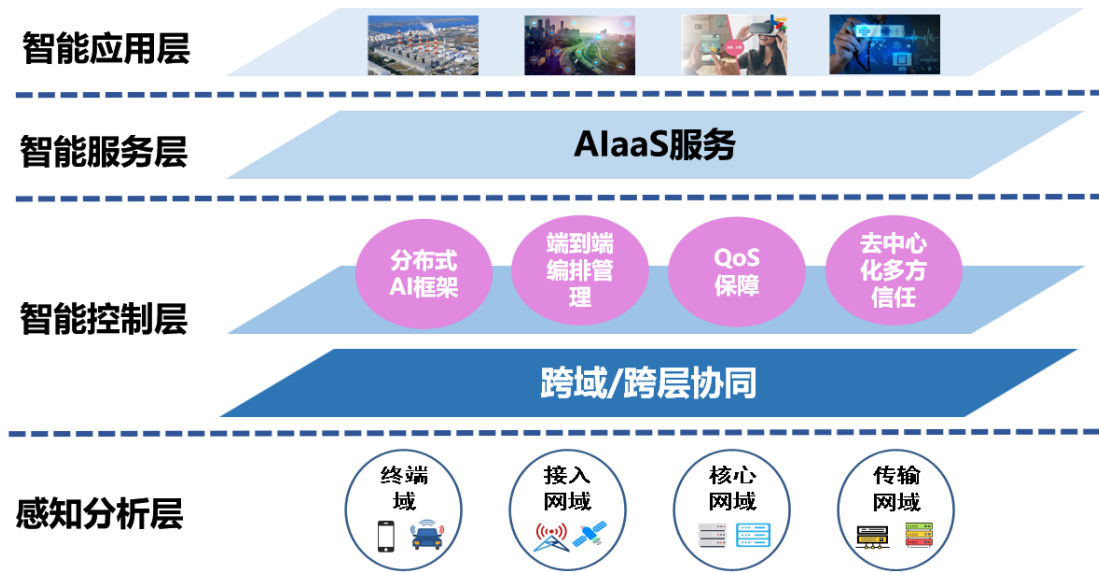 智能应用层
智能服务层
AIaaS服务
智能控制层
分布式
AI框架
端到端
编排管
理
QoS
保障
去中心
化多方
信任
跨域/跨层协同
感知分析层
终端
域
接入
网域
核心
网域
传输
网域